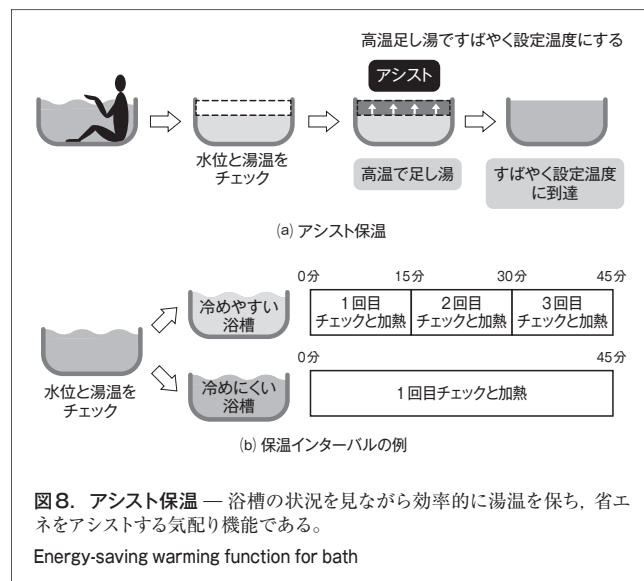 高温足し湯ですばやく設定温度にする
アシスト
水位と湯温を
チェック
高温で足し湯
すばやく設定温度
に到達
(a) アシスト保温
0分 15分 30分 45分
冷めやすい
浴槽
1回目
チェックと加熱
2回目
チェックと加熱
3回目
チェックと加熱
水位と湯温を
チェック
0分 45分
冷めにくい
浴槽
1回目チェックと加熱
(b) 保温インターバルの例
図8. アシスト保温 — 浴槽の状況を見ながら効率的に湯温を保ち，省エ
ネをアシストする気配り機能である。
Energy-saving warming function for bath